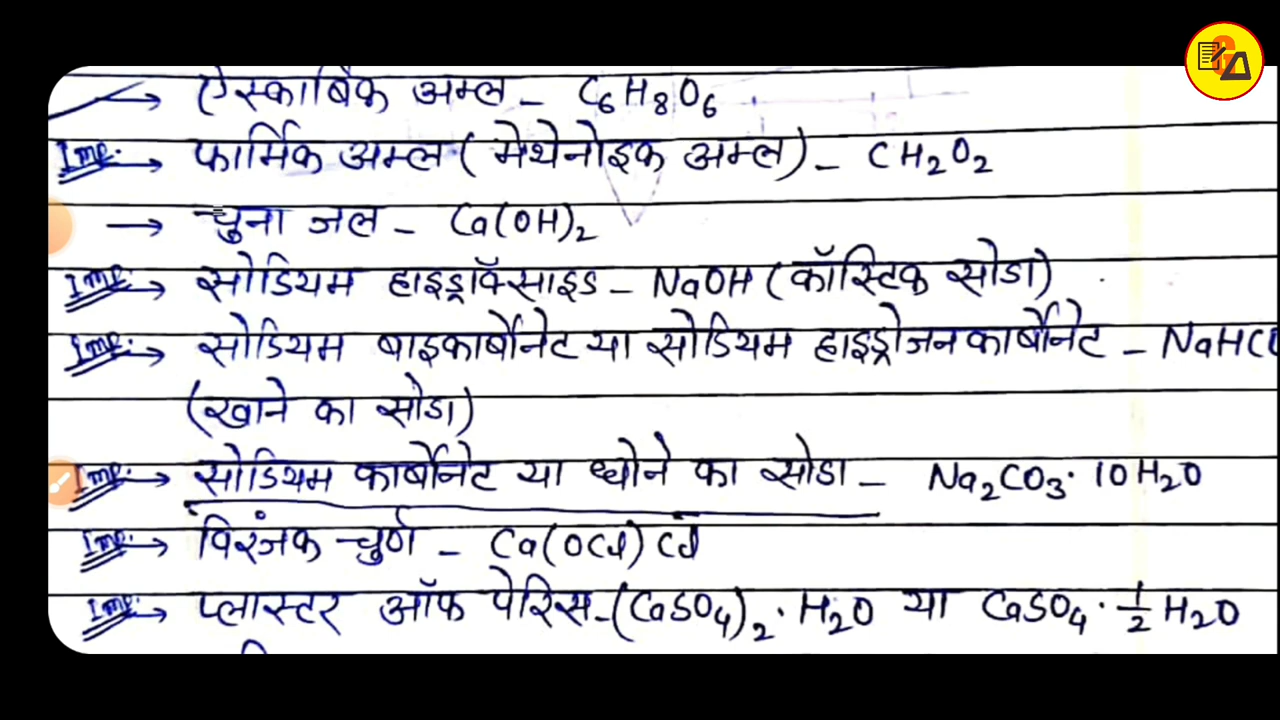 → ऐस्कार्बिक अम्ल - C₆H₈O₆
Imp. → फार्मिक अम्ल ( मेथेनोइक अम्ल) - CH₂O₂
→ चुना जल - Ca(OH)₂
Imp. → सोडियम हाइड्रॉक्साइड - NaOH (कॉस्टिक सोडा)
Imp. → सोडियम बाइकार्बोनेट या सोडियम हाइड्रोजन कार्बोनेट - NaHC
(खाने का सोडा)
Imp. → सोडियम कार्बोनेट या धोने का सोडा - Na₂CO₃·10H₂O
Imp. → विरंजक चुर्ण - Ca(OCl)Cl
Imp. → प्लास्टर ऑफ पेरिस - (CaSO₄)₂·H₂O या CaSO₄·½H₂O